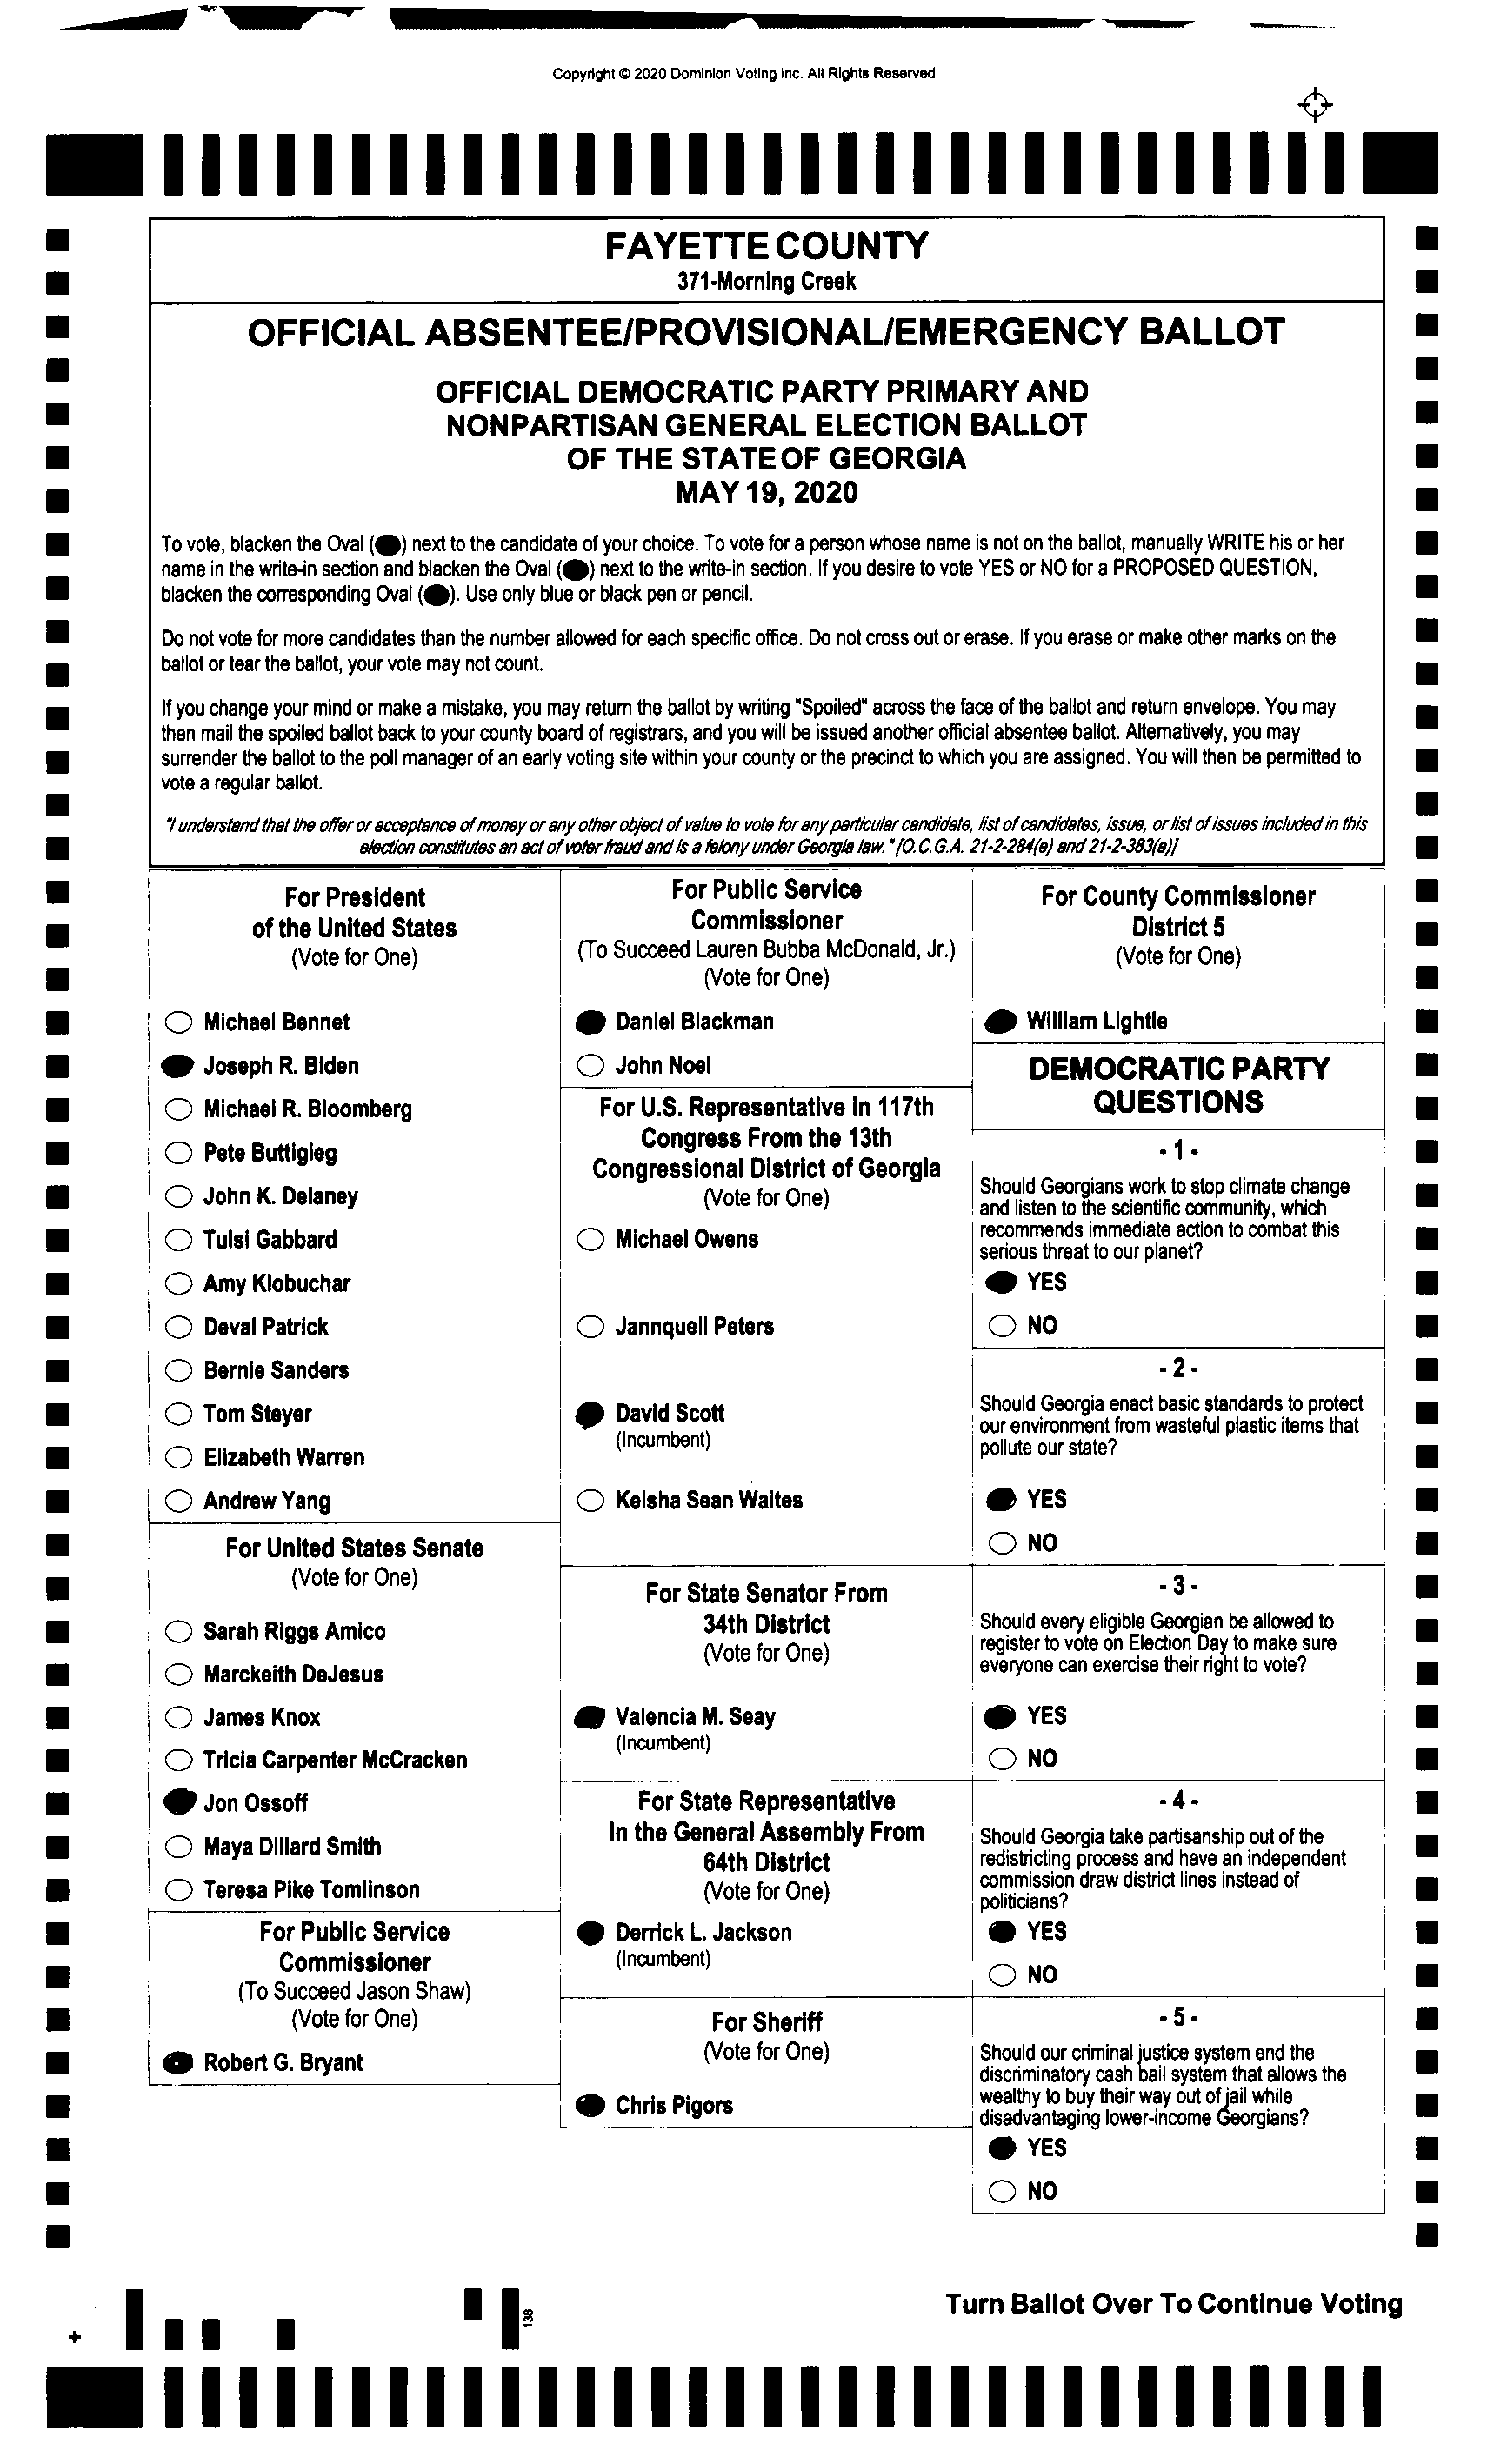 Copyright © 2020 Dominion Voting Inc. All Rights Reserved
FAYETTE COUNTY
371-Morning Creek
OFFICIAL ABSENTEE/PROVISIONAL/EMERGENCY BALLOT
OFFICIAL DEMOCRATIC PARTY PRIMARY AND
NONPARTISAN GENERAL ELECTION BALLOT
OF THE STATE OF GEORGIA
MAY 19, 2020
To vote, blacken the Oval (●) next to the candidate of your choice. To vote for a person whose name is not on the ballot, manually WRITE his or her
name in the write-in section and blacken the Oval (●) next to the write-in section. If you desire to vote YES or NO for a PROPOSED QUESTION,
blacken the corresponding Oval (●). Use only blue or black pen or pencil.
Do not vote for more candidates than the number allowed for each specific office. Do not cross out or erase. If you erase or make other marks on the
ballot or tear the ballot, your vote may not count.
If you change your mind or make a mistake, you may return the ballot by writing "Spoiled" across the face of the ballot and return envelope. You may
then mail the spoiled ballot back to your county board of registrars, and you will be issued another official absentee ballot. Alternatively, you may
surrender the ballot to the poll manager of an early voting site within your county or the precinct to which you are assigned. You will then be permitted to
vote a regular ballot.
"I understand that the offer or acceptance of money or any other object of value to vote for any particular candidate, list of candidates, issue, or list of issues included in this
election constitutes an act of voter fraud and is a felony under Georgia law." [O.C.G.A. 21-2-284(e) and 21-2-383(a)]
For President
of the United States
(Vote for One)
Michael Bennet
Joseph R. Biden
Michael R. Bloomberg
Pete Buttigieg
John K. Delaney
Tulsi Gabbard
Amy Klobuchar
Deval Patrick
Bernie Sanders
Tom Steyer
Elizabeth Warren
Andrew Yang
For United States Senate
(Vote for One)
Sarah Riggs Amico
Marckeith DeJesus
James Knox
Tricia Carpenter McCracken
Jon Ossoff
Maya Dillard Smith
Teresa Pike Tomlinson
For Public Service
Commissioner
(To Succeed Jason Shaw)
(Vote for One)
Robert G. Bryant
For Public Service
Commissioner
(To Succeed Lauren Bubba McDonald, Jr.)
(Vote for One)
Daniel Blackman
John Noel
For U.S. Representative in 117th
Congress From the 13th
Congressional District of Georgia
(Vote for One)
Michael Owens
Jannquell Peters
David Scott
(Incumbent)
Keisha Sean Waites
For State Senator From
34th District
(Vote for One)
Valencia M. Seay
(Incumbent)
For State Representative
In the General Assembly From
64th District
(Vote for One)
Derrick L. Jackson
(Incumbent)
For Sheriff
(Vote for One)
Chris Pigors
For County Commissioner
District 5
(Vote for One)
William Lightle
DEMOCRATIC PARTY
QUESTIONS
- 1 -
Should Georgians work to stop climate change
and listen to the scientific community, which
recommends immediate action to combat this
serious threat to our planet?
YES
NO
- 2 -
Should Georgia enact basic standards to protect
our environment from wasteful plastic items that
pollute our state?
YES
NO
- 3 -
Should every eligible Georgian be allowed to
register to vote on Election Day to make sure
everyone can exercise their right to vote?
YES
NO
- 4 -
Should Georgia take partisanship out of the
redistricting process and have an independent
commission draw district lines instead of
politicians?
YES
NO
- 5 -
Should our criminal justice system end the
discriminatory cash bail system that allows the
wealthy to buy their way out of jail while
disadvantaging lower-income Georgians?
YES
NO
138
Turn Ballot Over To Continue Voting